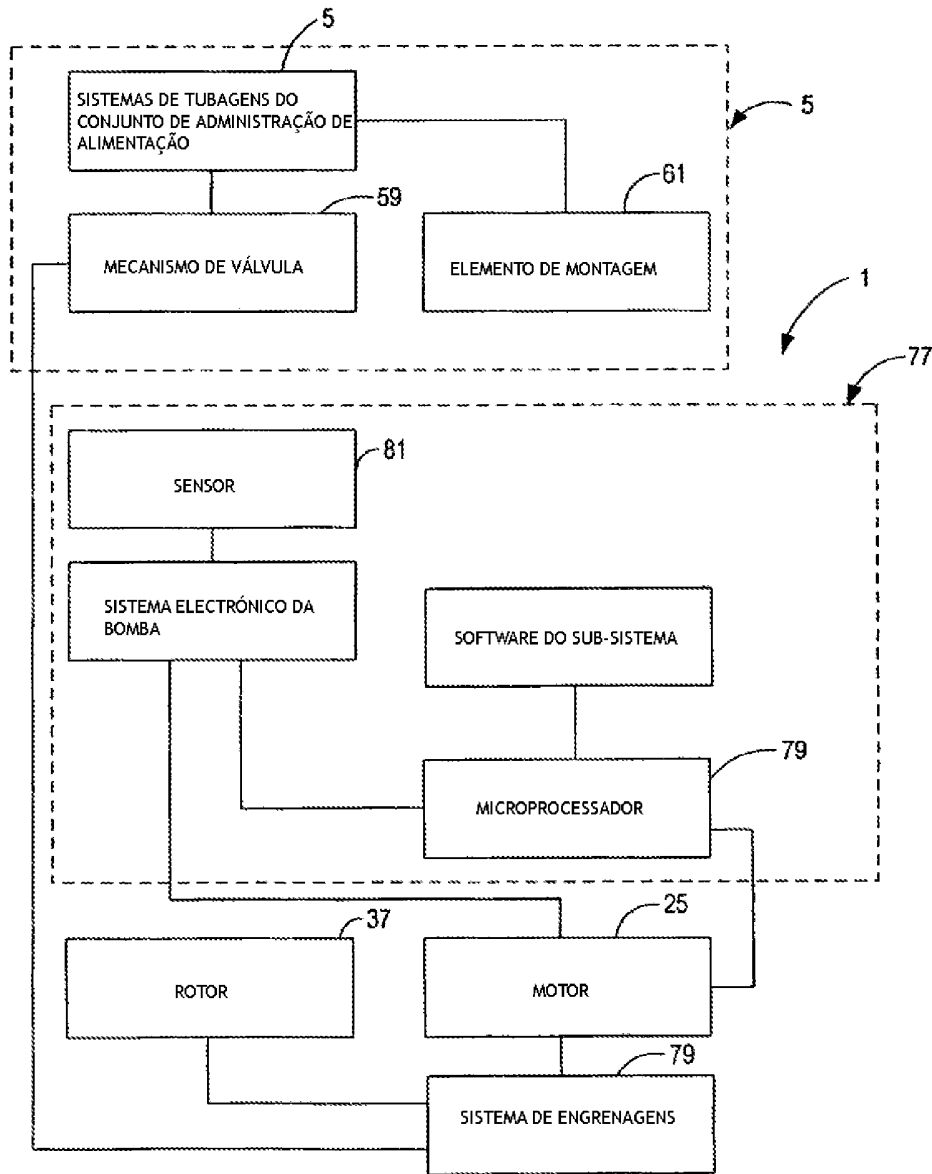 5
SISTEMAS DE TUBAGENS DO
CONJUNTO DE ADMINISTRAÇÃO DE
ALIMENTAÇÃO
5
59
61
MECANISMO DE VÁLVULA
ELEMENTO DE MONTAGEM
1
77
81
SENSOR
SISTEMA ELECTRÓNICO DA
BOMBA
SOFTWARE DO SUB-SISTEMA
79
MICROPROCESSADOR
37
25
ROTOR
MOTOR
79
SISTEMA DE ENGRENAGENS